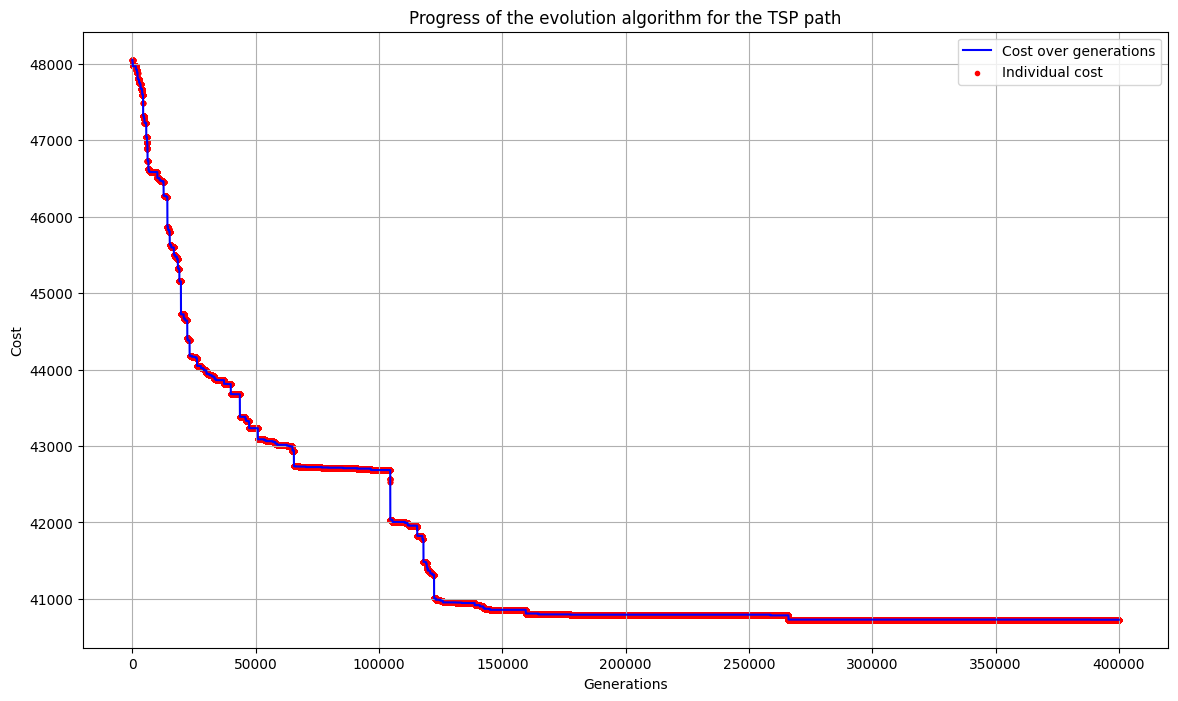 Progress of the evolution algorithm for the TSP path
Cost over generations
Individual cost
48000
47000
46000
45000
44000
43000
42000
41000
Cost
0 50000 100000 150000 200000 250000 300000 350000 400000
Generations